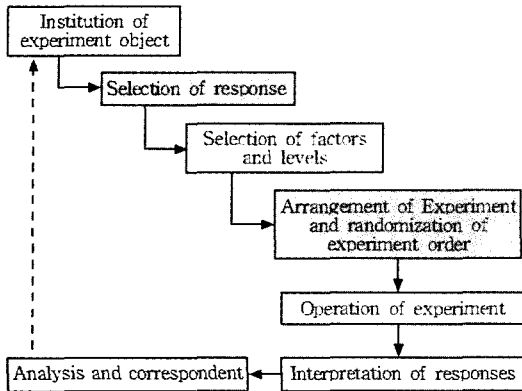 Institution of
experiment object
Selection of response
Selection of factors
and levels
Arrangement of Experiment
and randomization of
experiment order
Operation of experiment
Interpretation of responses
Analysis and correspondent